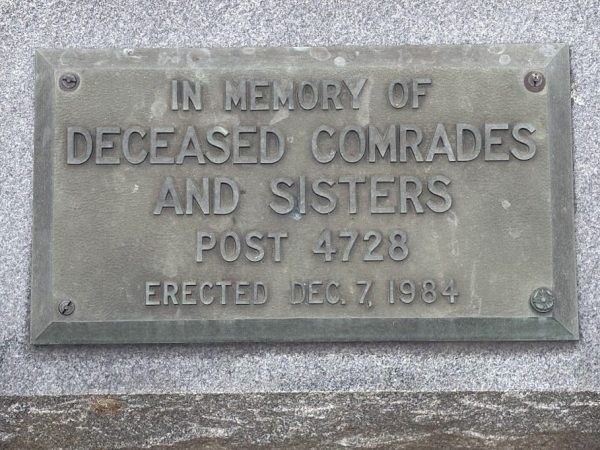 IN MEMORY OF
DECEASED COMRADES
AND SISTERS
POST 4728
ERECTED DEC. 7, 1984